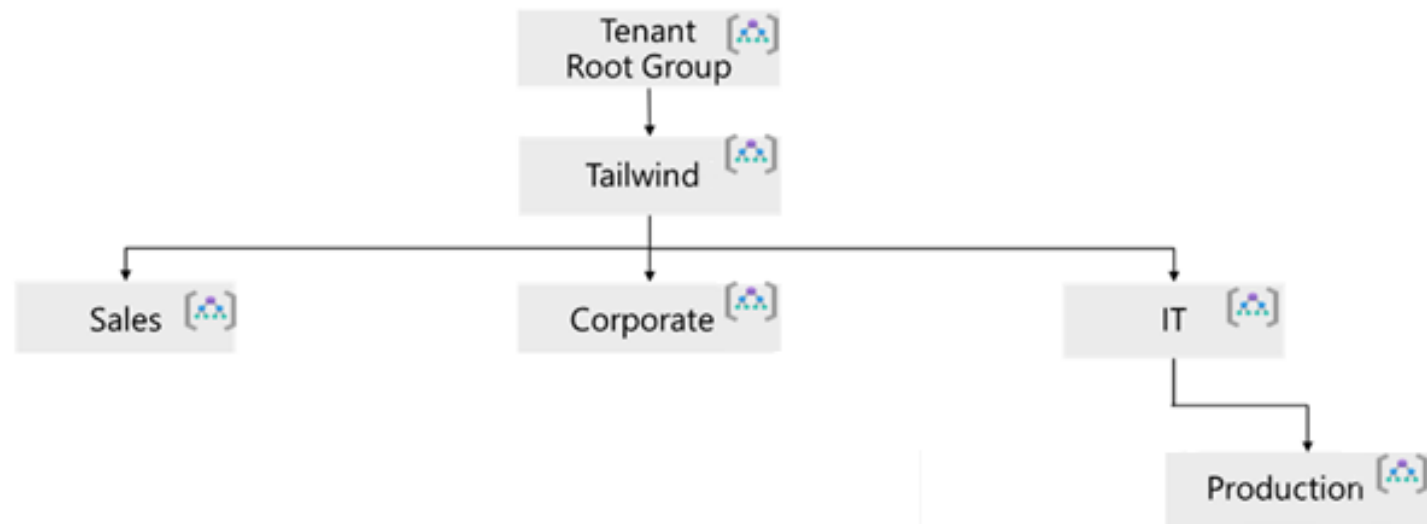 Tenant
Root Group
Tailwind
Sales
Corporate
IT
Production